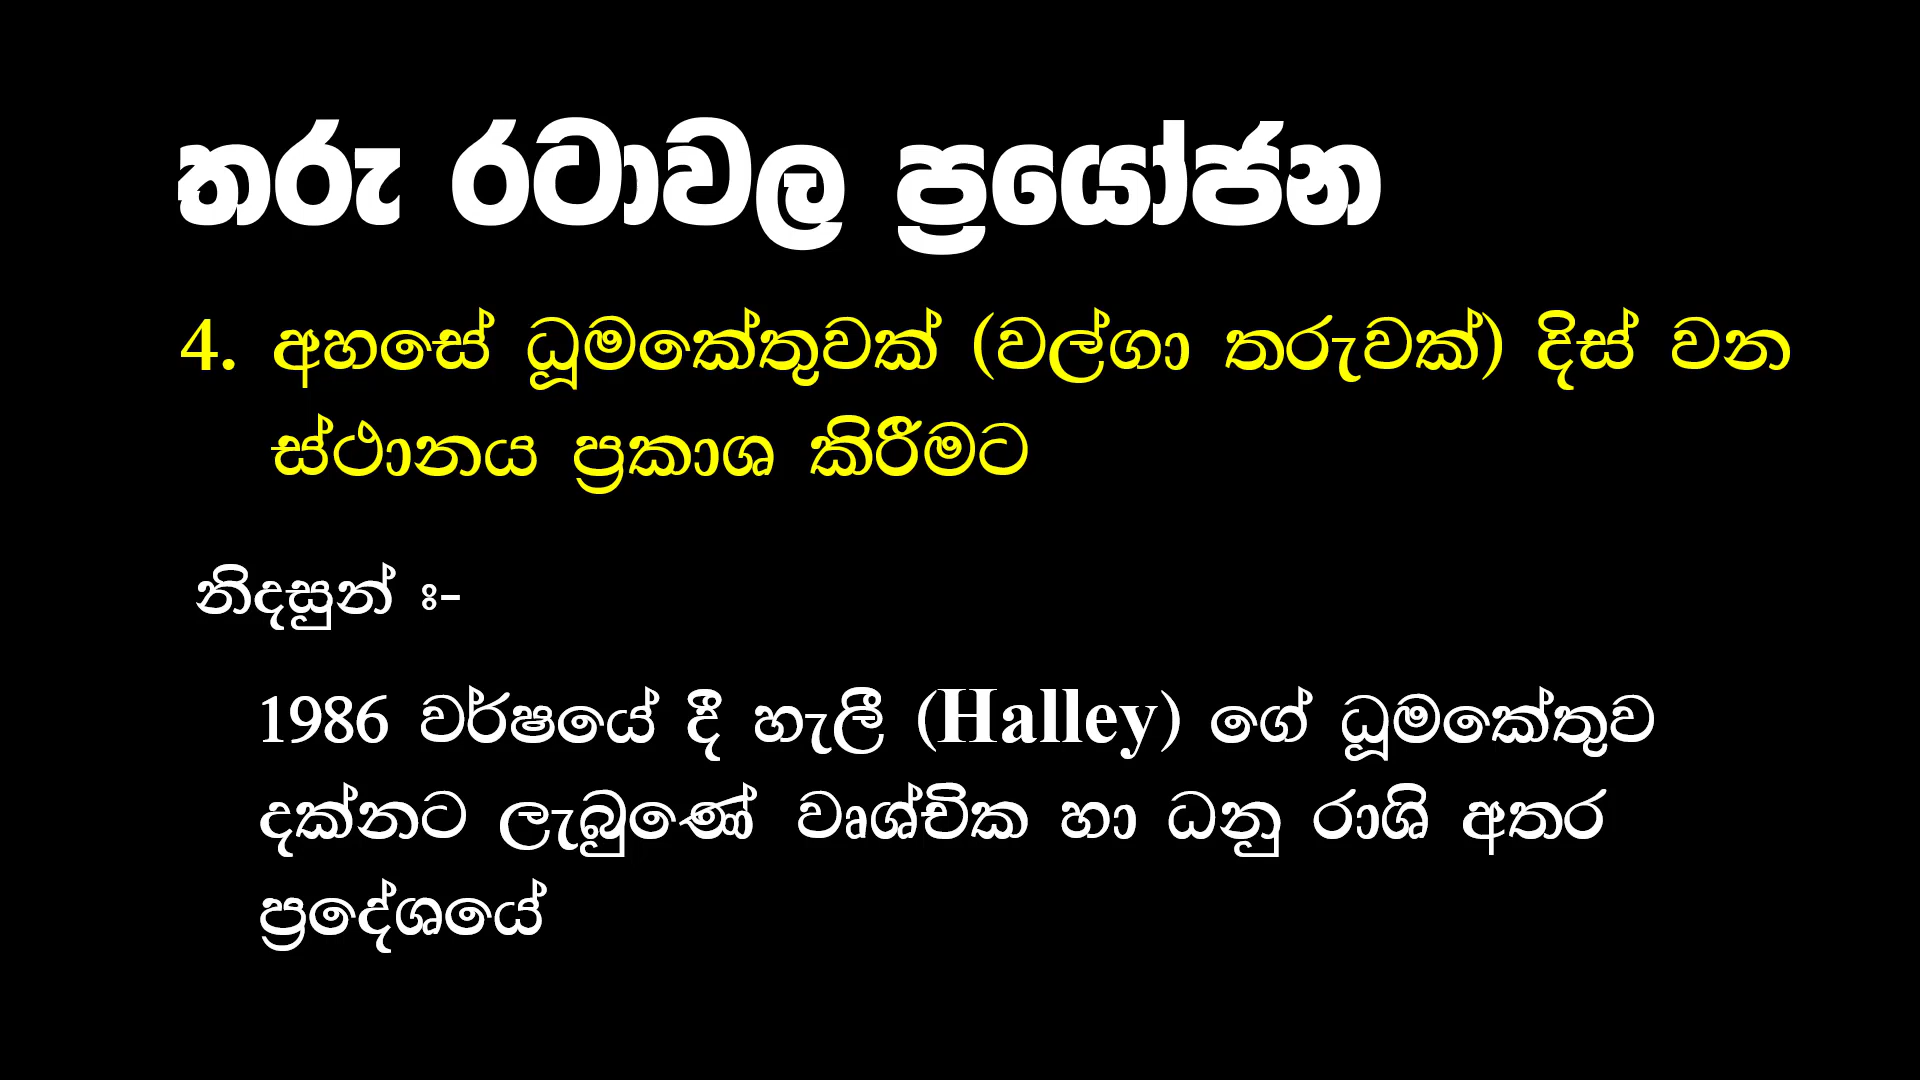 තරු රටාවල ප්‍රයෝජන
4. අහසේ ධූමකේතුවක් (වල්ගා තරුවක්) දිස් වන
ස්ථානය ප්‍රකාශ කිරීමට
නිදසුන් ඃ-
1986 වර්ෂයේ දී හැලී (Halley) ගේ ධූමකේතුව
දක්නට ලැබුණේ වෘශ්චික හා ධනු රාශි අතර
ප්‍රදේශයේ